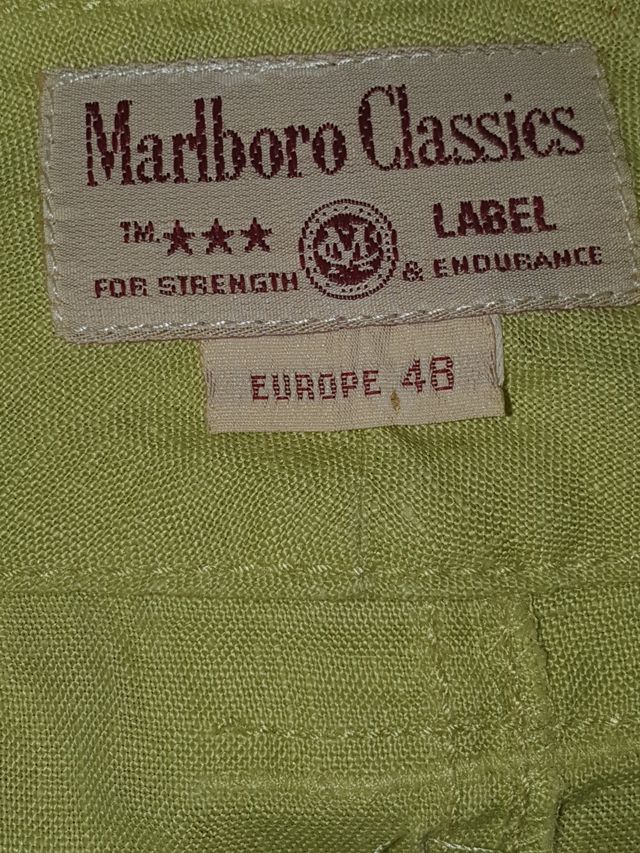 Marlboro Classics
TM. ★★★ M LABEL
FOR STRENGTH & ENDURANCE
EUROPE 48